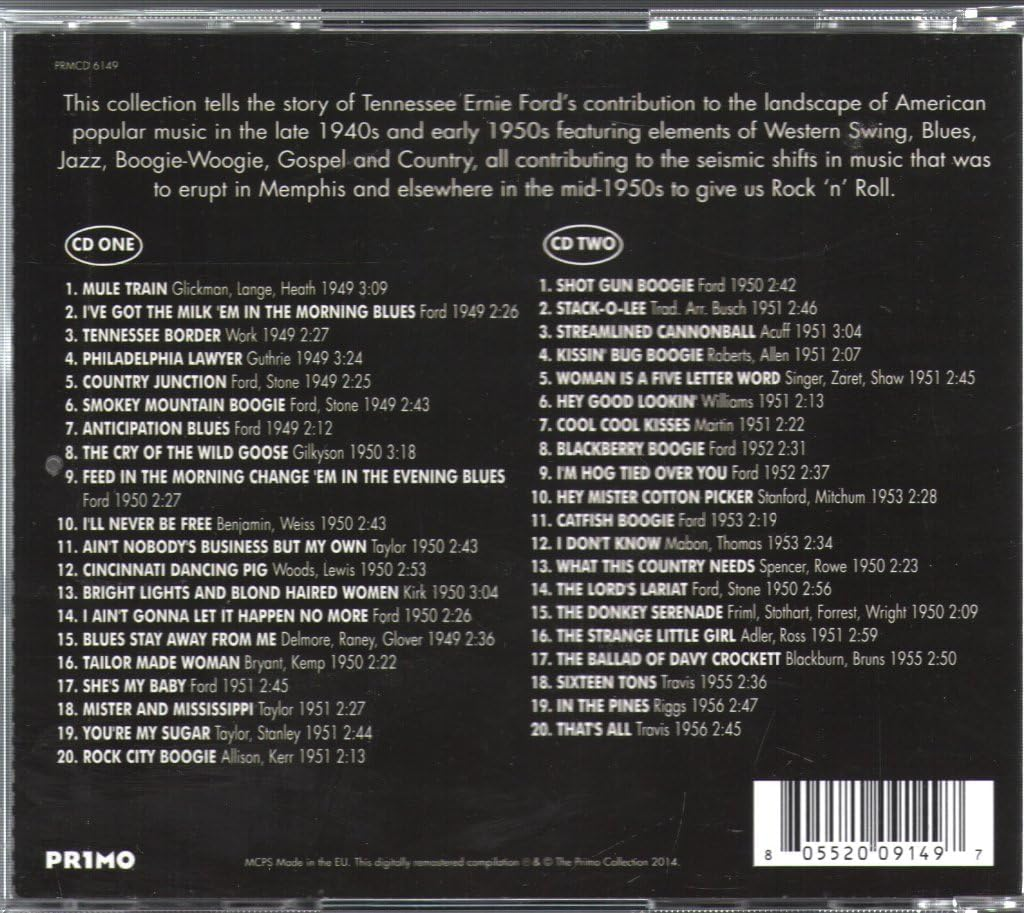 PRMCD 6149
This collection tells the story of Tennessee Ernie Ford's contribution to the landscape of American
popular music in the late 1940s and early 1950s featuring elements of Western Swing, Blues,
Jazz, Boogie-Woogie, Gospel and Country, all contributing to the seismic shifts in music that was
to erupt in Memphis and elsewhere in the mid-1950s to give us Rock 'n' Roll.
CD ONE
1. MULE TRAIN Glickman, Lange, Heath 1949 3:09
2. I'VE GOT THE MILK 'EM IN THE MORNING BLUES Ford 1949 2:26
3. TENNESSEE BORDER Work 1949 2:27
4. PHILADELPHIA LAWYER Guthrie 1949 3:24
5. COUNTRY JUNCTION Ford, Stone 1949 2:25
6. SMOKEY MOUNTAIN BOOGIE Ford, Stone 1949 2:43
7. ANTICIPATION BLUES Ford 1949 2:12
8. THE CRY OF THE WILD GOOSE Gilkyson 1950 3:18
9. FEED IN THE MORNING CHANGE 'EM IN THE EVENING BLUES
Ford 1950 2:27
10. I'LL NEVER BE FREE Benjamin, Weiss 1950 2:43
11. AIN'T NOBODY'S BUSINESS BUT MY OWN Taylor 1950 2:43
12. CINCINNATI DANCING PIG Woods, Lewis 1950 2:53
13. BRIGHT LIGHTS AND BLOND HAIRED WOMEN Kirk 1950 3:04
14. I AIN'T GONNA LET IT HAPPEN NO MORE Ford 1950 2:26
15. BLUES STAY AWAY FROM ME Delmore, Raney, Glover 1949 2:36
16. TAILOR MADE WOMAN Bryant, Kemp 1950 2:22
17. SHE'S MY BABY Ford 1951 2:45
18. MISTER AND MISSISSIPPI Taylor 1951 2:27
19. YOU'RE MY SUGAR Taylor, Stanley 1951 2:44
20. ROCK CITY BOOGIE Allison, Kerr 1951 2:13
CD TWO
1. SHOT GUN BOOGIE Ford 1950 2:42
2. STACK-O-LEE Trad. Arr. Busch 1951 2:46
3. STREAMLINED CANNONBALL Acuff 1951 3:04
4. KISSIN' BUG BOOGIE Roberts, Allen 1951 2:07
5. WOMAN IS A FIVE LETTER WORD Singer, Zaret, Shaw 1951 2:45
6. HEY GOOD LOOKIN' Williams 1951 2:13
7. COOL COOL KISSES Martin 1951 2:22
8. BLACKBERRY BOOGIE Ford 1952 2:31
9. I'M HOG TIED OVER YOU Ford 1952 2:37
10. HEY MISTER COTTON PICKER Stanford, Mitchum 1953 2:28
11. CATFISH BOOGIE Ford 1953 2:19
12. I DON'T KNOW Mabon, Thomas 1953 2:34
13. WHAT THIS COUNTRY NEEDS Spencer, Rowe 1950 2:23
14. THE LORD'S LARIAT Ford, Stone 1950 2:56
15. THE DONKEY SERENADE Friml, Stothart, Forrest, Wright 1950 2:09
16. THE STRANGE LITTLE GIRL Adler, Ross 1951 2:59
17. THE BALLAD OF DAVY CROCKETT Blackburn, Bruns 1955 2:50
18. SIXTEEN TONS Travis 1955 2:36
19. IN THE PINES Riggs 1956 2:47
20. THAT'S ALL Travis 1956 2:45
PR1MO
MCPS Made in the EU. This digitally remastered compilation ℗ & © The Primo Collection 2014.
8 05520 09149 7